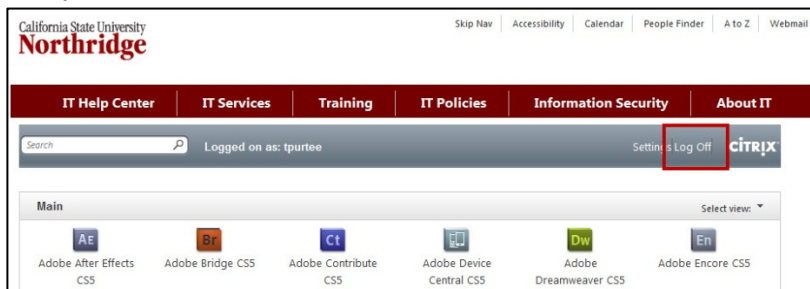 California State University
Northridge
Skip Nav Accessibility Calendar People Finder A to Z Webmail
IT Help Center IT Services Training IT Policies Information Security About IT
Search Logged on as: tpurtee Settings Log Off CİTRIX
Main Select view:
AE Br Ct Dw En
Adobe After Effects CS5
Adobe Bridge CS5
Adobe Contribute CS5
Adobe Device Central CS5
Adobe Dreamweaver CS5
Adobe Encore CS5